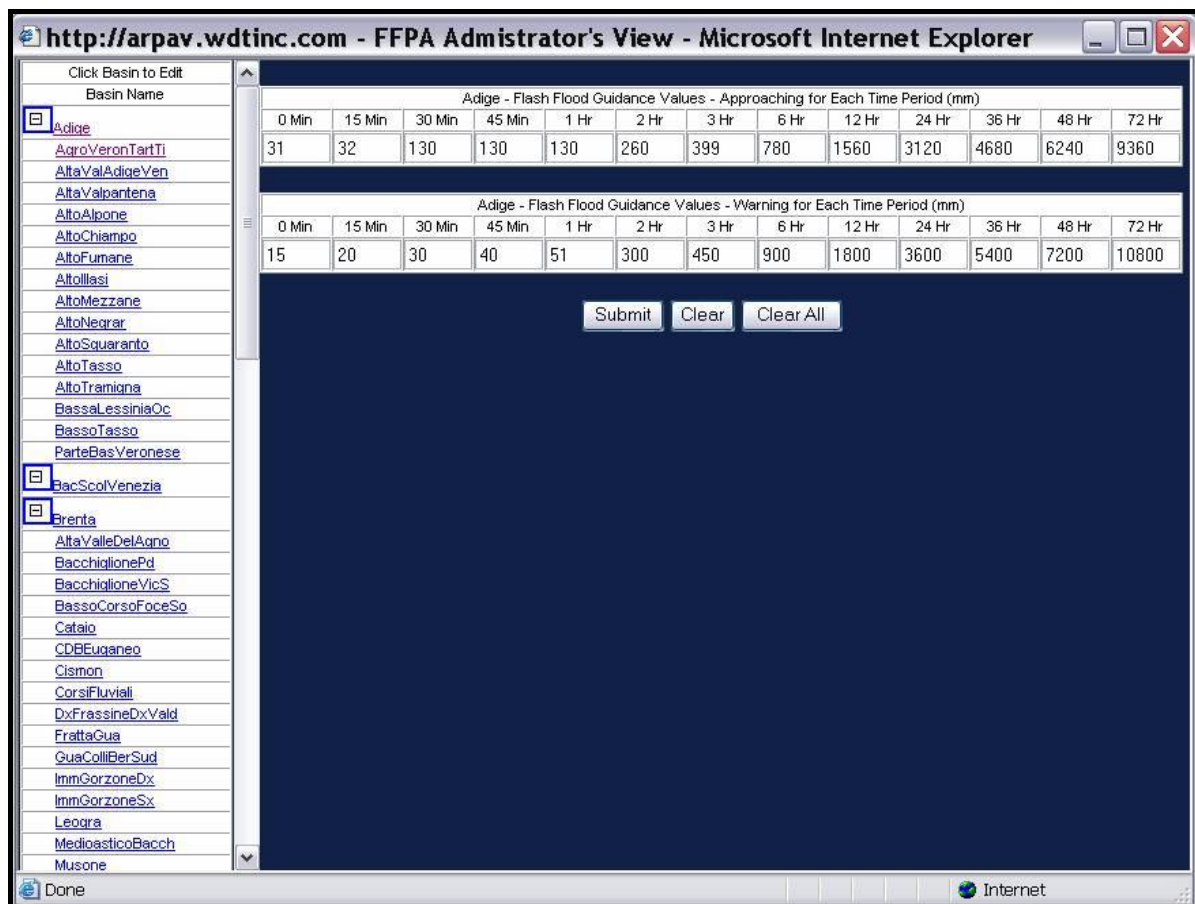 http://arpav.wdtinc.com - FFPA Admistrator's View - Microsoft Internet Explorer
Click Basin to Edit
Basin Name
Adige
AgroVeronTartTi
AltaValAdigeVen
AltaValpantena
AltoAlpone
AltoChiampo
AltoFumane
AltoIllasi
AltoMezzane
AltoNegrar
AltoSquaranto
AltoTasso
AltoTramigna
BassaLessiniaOc
BassoTasso
ParteBasVeronese
BacScolVenezia
Brenta
AltaValleDelAgno
BacchiglionePd
BacchiglioneVicS
BassoCorsoFoceSo
Cataio
CDBEuganeo
Cismon
CorsiFluviali
DxFrassineDxVald
FrattaGua
GuaColliBerSud
ImmGorzoneDx
ImmGorzoneSx
Leogra
MedioasticoBacch
Musone
Adige - Flash Flood Guidance Values - Approaching for Each Time Period (mm)
0 Min 15 Min 30 Min 45 Min 1 Hr 2 Hr 3 Hr 6 Hr 12 Hr 24 Hr 36 Hr 48 Hr 72 Hr
31 32 130 130 130 260 399 780 1560 3120 4680 6240 9360
Adige - Flash Flood Guidance Values - Warning for Each Time Period (mm)
0 Min 15 Min 30 Min 45 Min 1 Hr 2 Hr 3 Hr 6 Hr 12 Hr 24 Hr 36 Hr 48 Hr 72 Hr
15 20 30 40 51 300 450 900 1800 3600 5400 7200 10800
Submit Clear Clear All
Done Internet